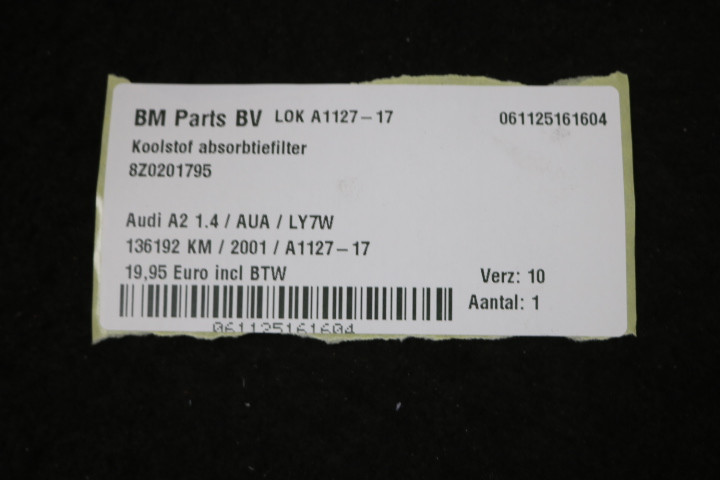 BM Parts BV LOK A1127-17 061125161604
Koolstof absorbtiefilter
8Z0201795
Audi A2 1.4 / AUA / LY7W
136192 KM / 2001 / A1127-17
19,95 Euro incl BTW Verz: 10
Aantal: 1
061125161604